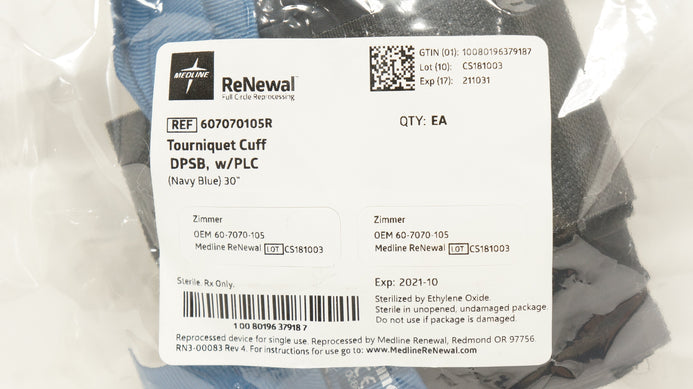 MEDLINE
ReNewal
Full Circle Reprocessing
GTIN (01): 10080196379187
Lot (10): CS181003
Exp (17): 211031
REF 607070105R
QTY: EA
Tourniquet Cuff
DPSB, w/PLC
(Navy Blue) 30"
Zimmer
OEM 60-7070-105
Medline ReNewal LOT CS181003
Zimmer
OEM 60-7070-105
Medline ReNewal LOT CS181003
Sterile. Rx Only.
Exp: 2021-10
1 00 80196 37918 7
Sterilized by Ethylene Oxide.
Sterile in unopened, undamaged package.
Do not use if package is damaged.
Reprocessed device for single use. Reprocessed by Medline Renewal, Redmond OR 97756.
RN3-00083 Rev 4. For instructions for use go to: www.MedlineReNewal.com